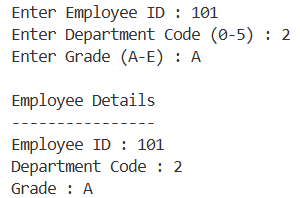 Enter Employee ID : 101
Enter Department Code (0-5) : 2
Enter Grade (A-E) : A
Employee Details
----------------
Employee ID : 101
Department Code : 2
Grade : A